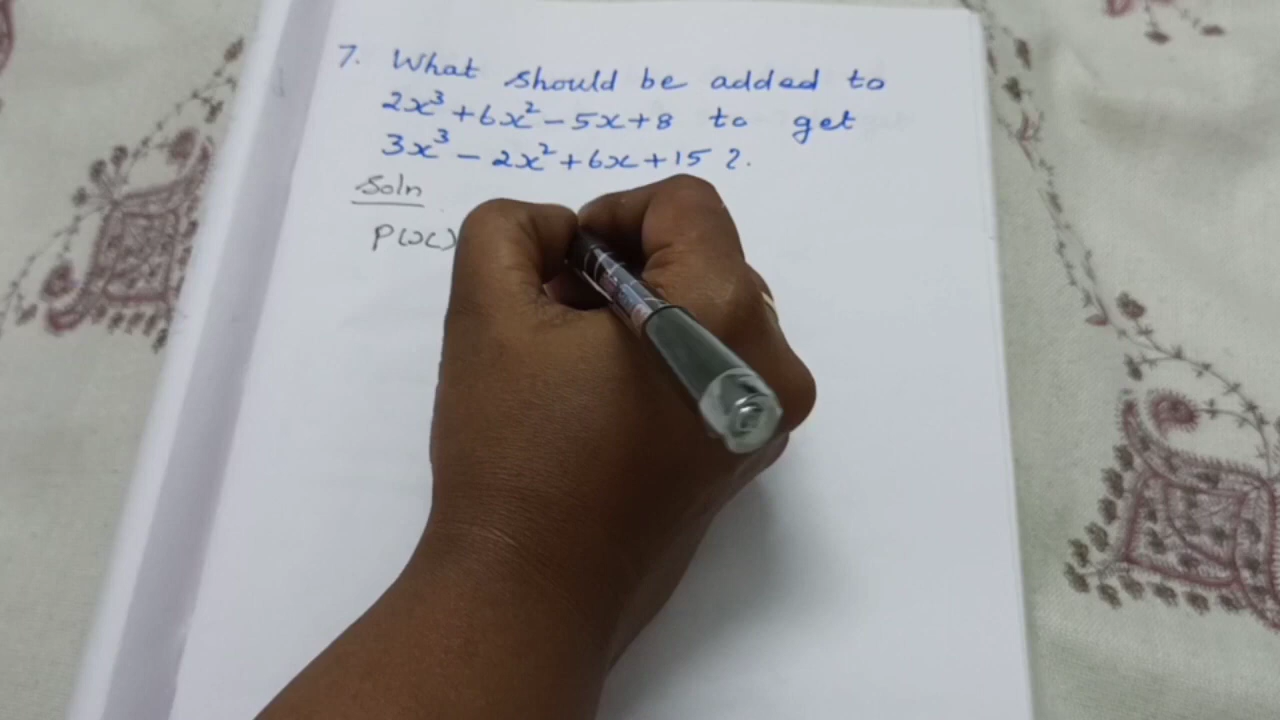 7. What should be added to
2x³ + 6x² - 5x + 8 to get
3x³ - 2x² + 6x + 15 ?.
Soln
P(x)